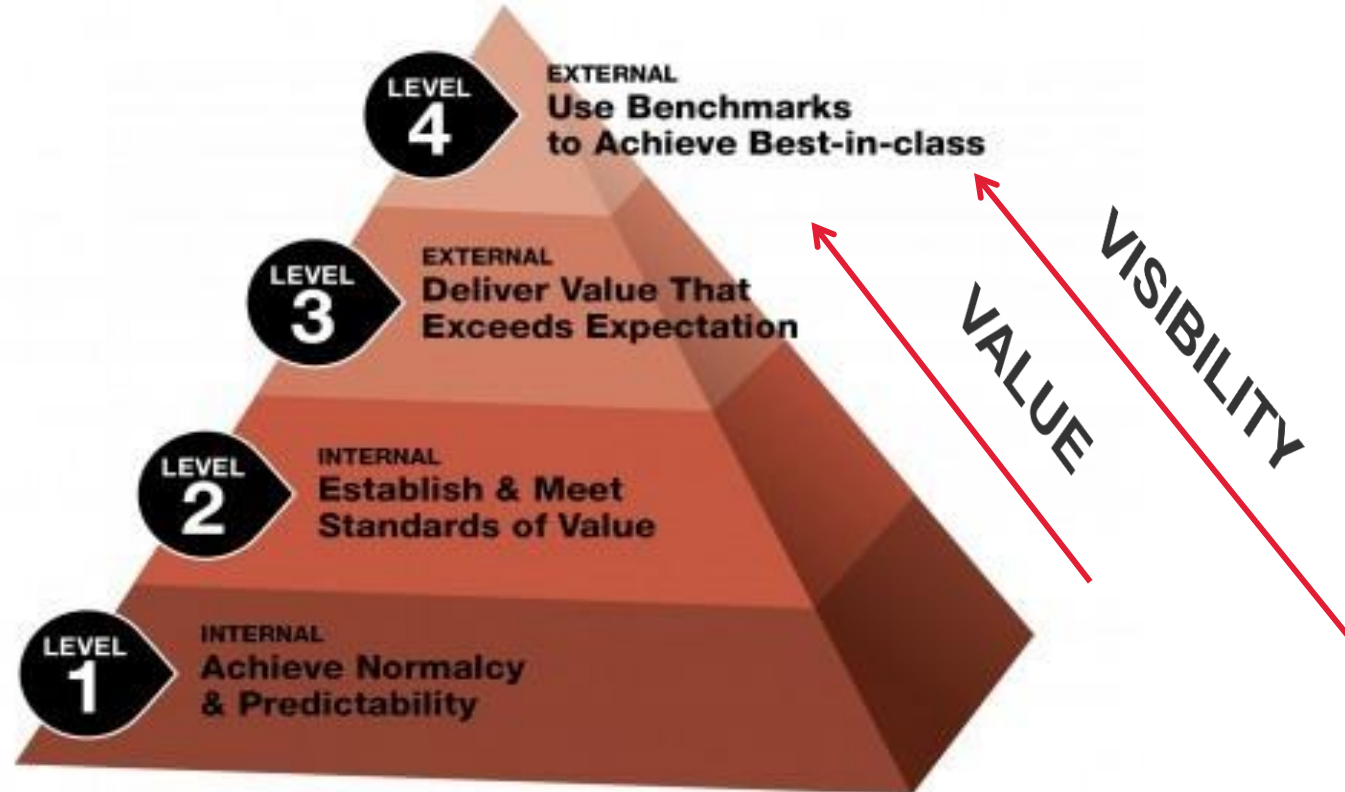 LEVEL
4
EXTERNAL
Use Benchmarks
to Achieve Best-in-class
LEVEL
3
EXTERNAL
Deliver Value That
Exceeds Expectation
VALUE
VISIBILITY
LEVEL
2
INTERNAL
Establish & Meet
Standards of Value
LEVEL
1
INTERNAL
Achieve Normalcy
& Predictability